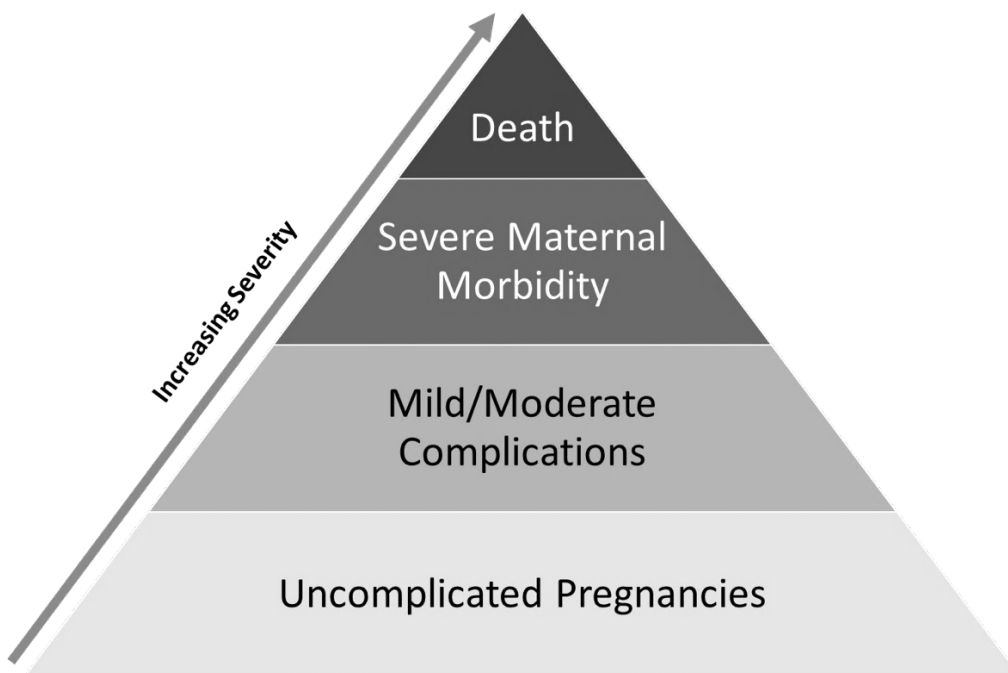 Death
Severe Maternal
Morbidity
Increasing Severity
Mild/Moderate
Complications
Uncomplicated Pregnancies